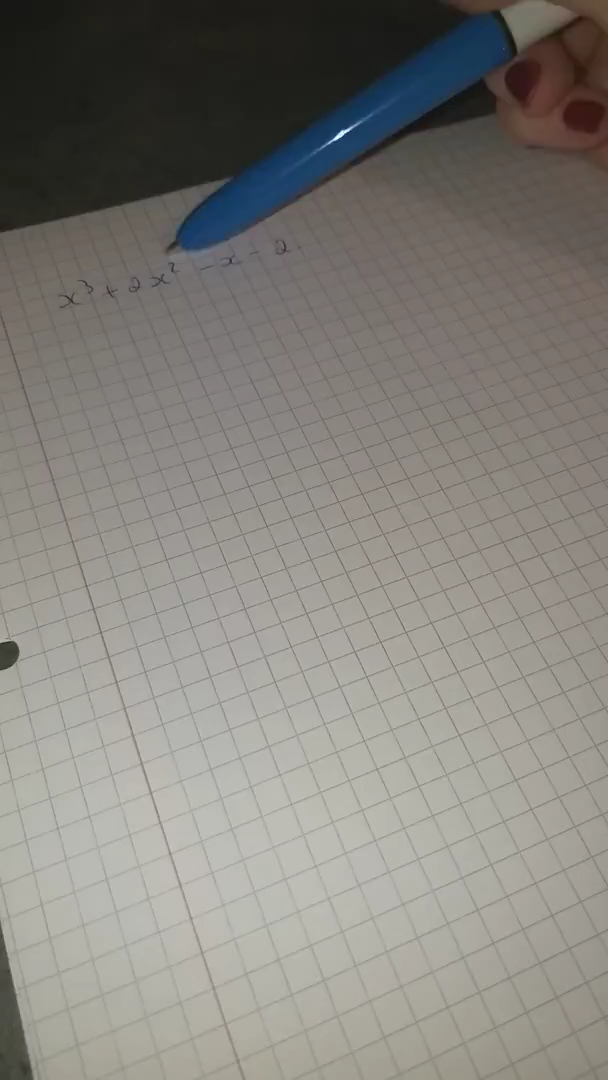 x³ + 2x² - x - 2.